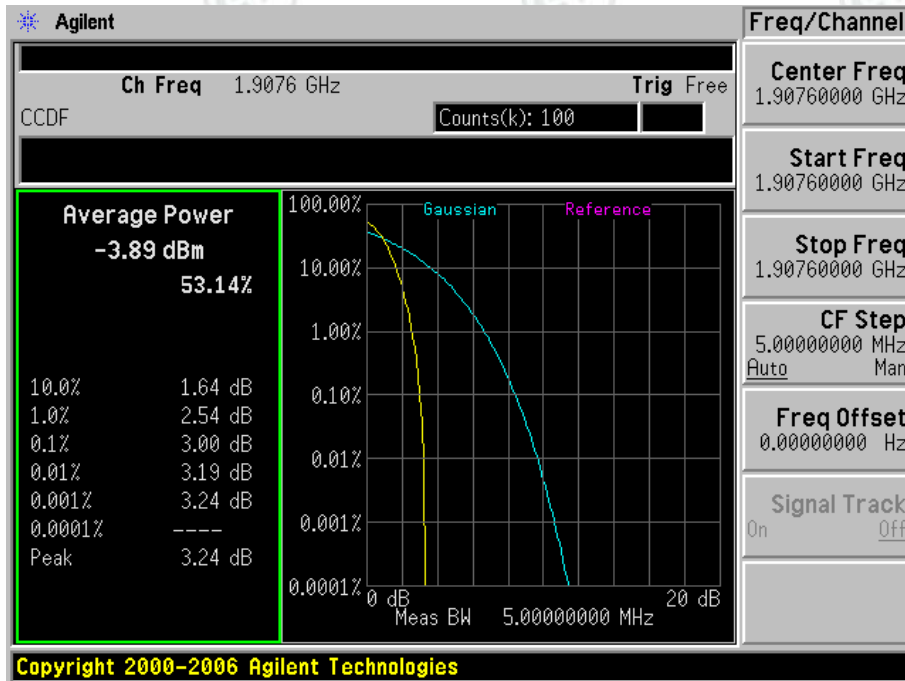 Agilent
Freq/Channel
Ch Freq 1.9076 GHz Trig Free
CCDF Counts(k): 100
Average Power
-3.89 dBm
53.14%
10.0% 1.64 dB
1.0% 2.54 dB
0.1% 3.00 dB
0.01% 3.19 dB
0.001% 3.24 dB
0.0001% ----
Peak 3.24 dB
Gaussian Reference
100.00%
10.00%
1.00%
0.10%
0.01%
0.001%
0.0001%
0 dB 20 dB
Meas BW 5.00000000 MHz
Center Freq
1.90760000 GHz
Start Freq
1.90760000 GHz
Stop Freq
1.90760000 GHz
CF Step
5.00000000 MHz
Auto Man
Freq Offset
0.00000000 Hz
Signal Track
On Off
Copyright 2000-2006 Agilent Technologies